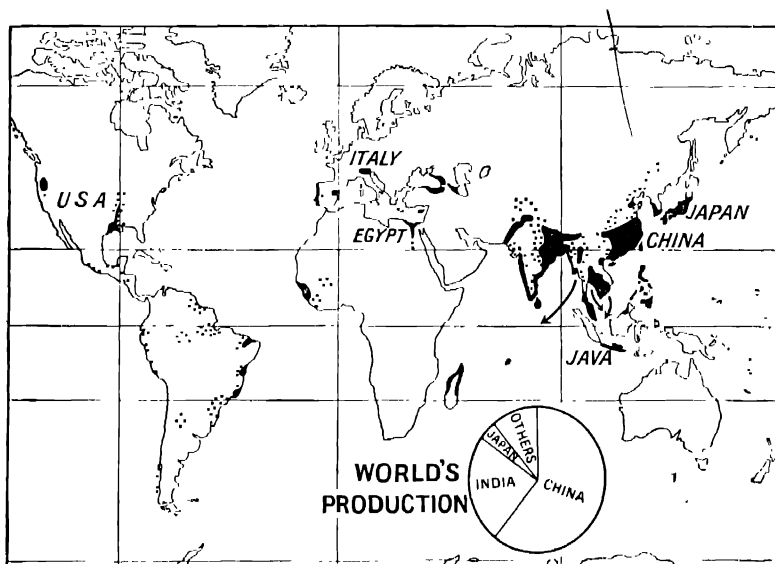 ITALY
USA
JAPAN
EGYPT
CHINA
JAVA
OTHERS
JAPAN
WORLD'S
INDIA
CHINA
PRODUCTION